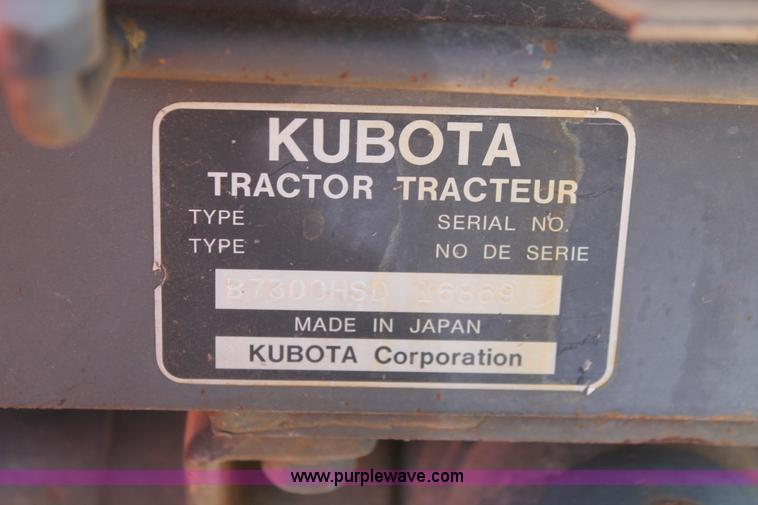 KUBOTA
TRACTOR TRACTEUR
TYPE SERIAL NO.
TYPE NO DE SERIE
B7300HSD 16869
MADE IN JAPAN
KUBOTA Corporation
www.purplewave.com